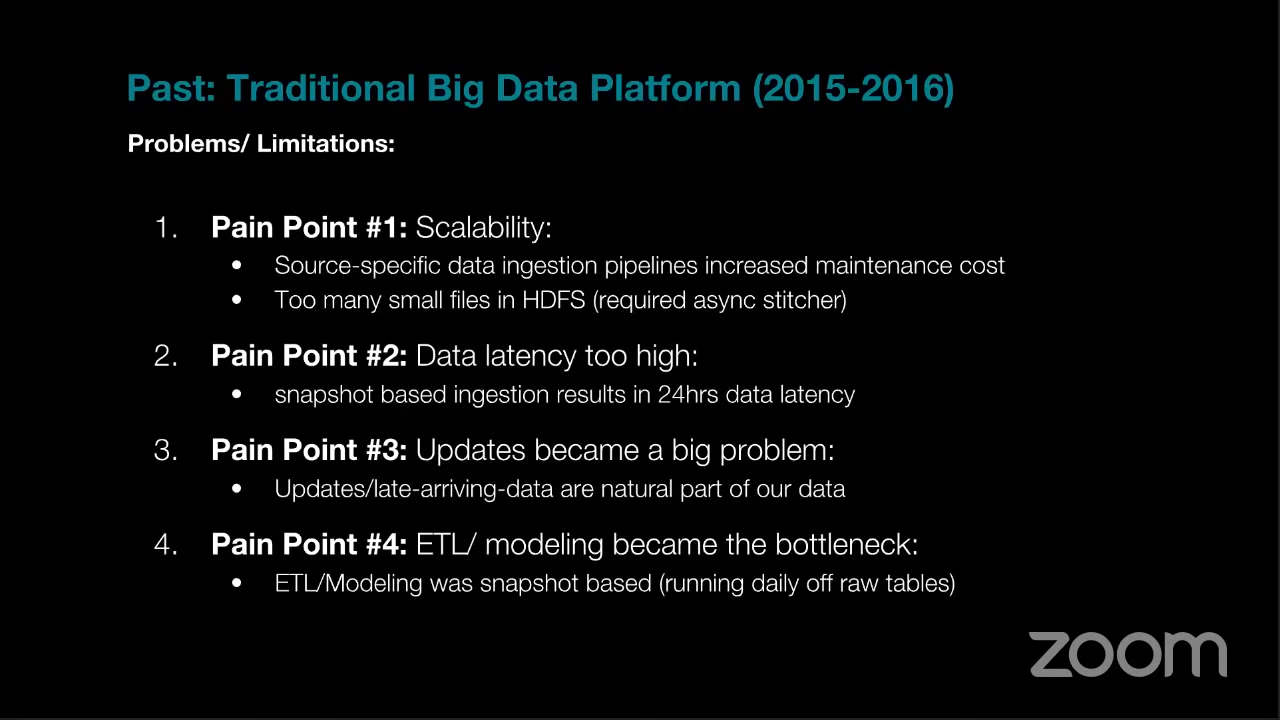 Past: Traditional Big Data Platform (2015-2016)
Problems/ Limitations:
1. Pain Point #1: Scalability:
• Source-specific data ingestion pipelines increased maintenance cost
• Too many small files in HDFS (required async stitcher)
2. Pain Point #2: Data latency too high:
• snapshot based ingestion results in 24hrs data latency
3. Pain Point #3: Updates became a big problem:
• Updates/late-arriving-data are natural part of our data
4. Pain Point #4: ETL/ modeling became the bottleneck:
• ETL/Modeling was snapshot based (running daily off raw tables)
zoom